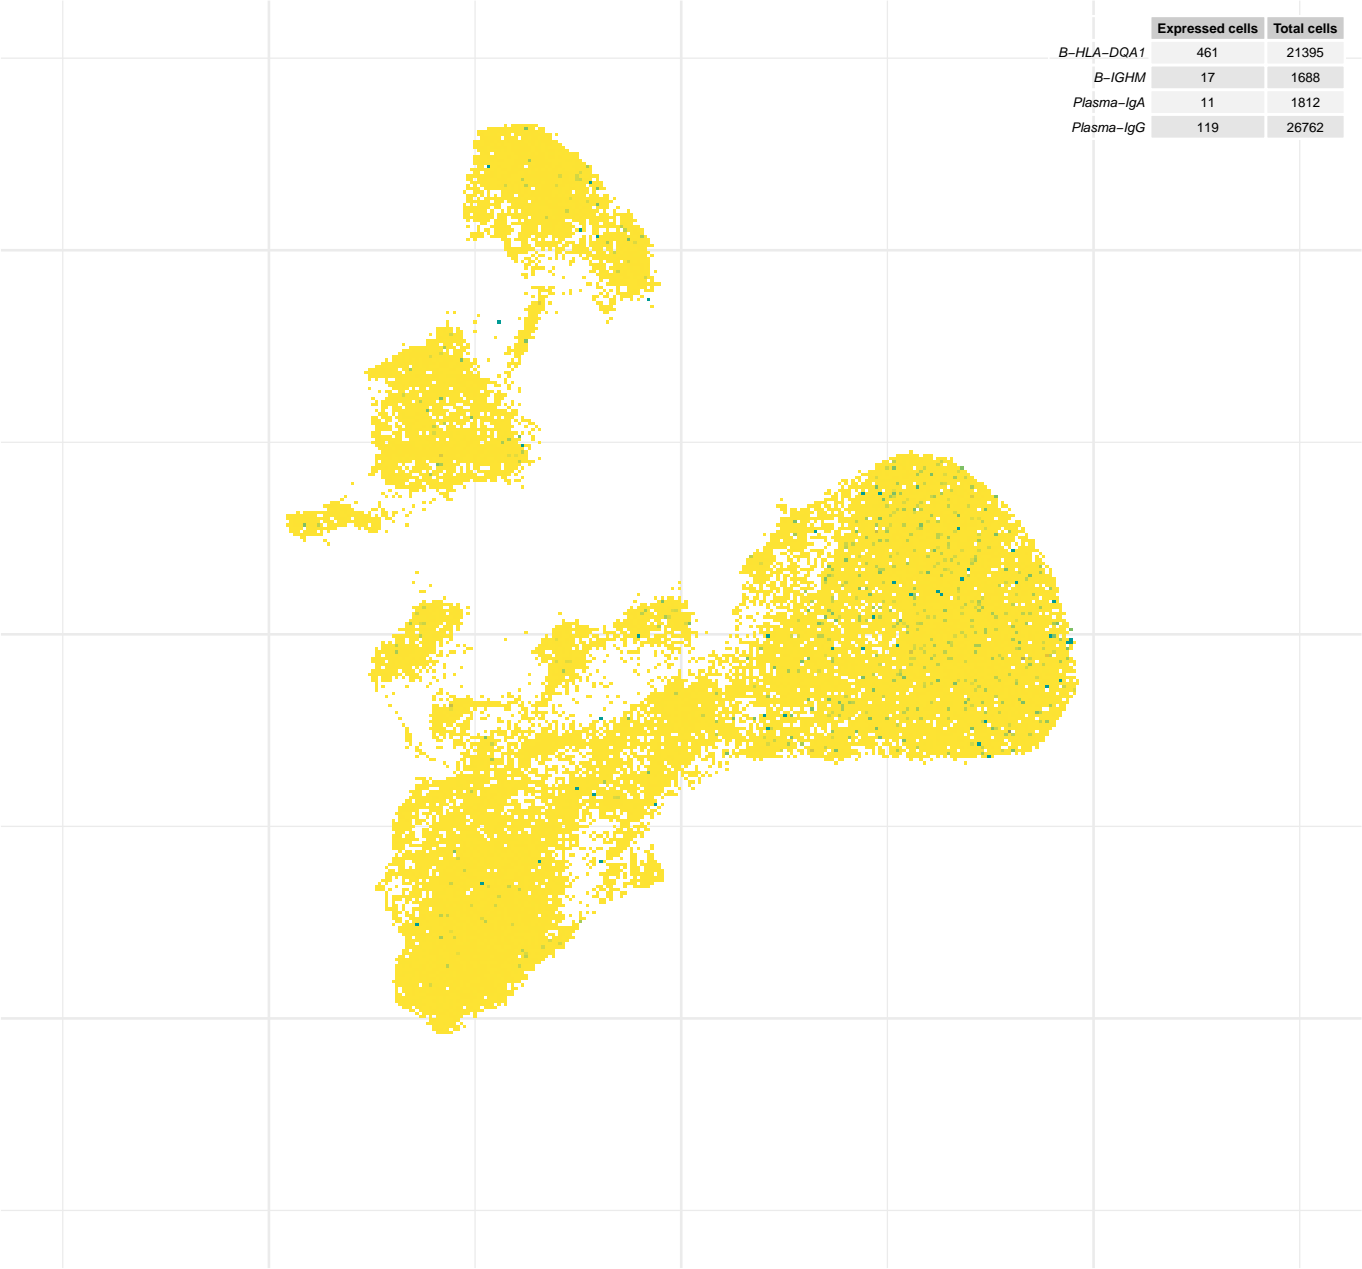 Expressed cells Total cells
B−HLA−DQA1 461 21395
B−IGHM 17 1688
Plasma−IgA 11 1812
Plasma−IgG 119 26762